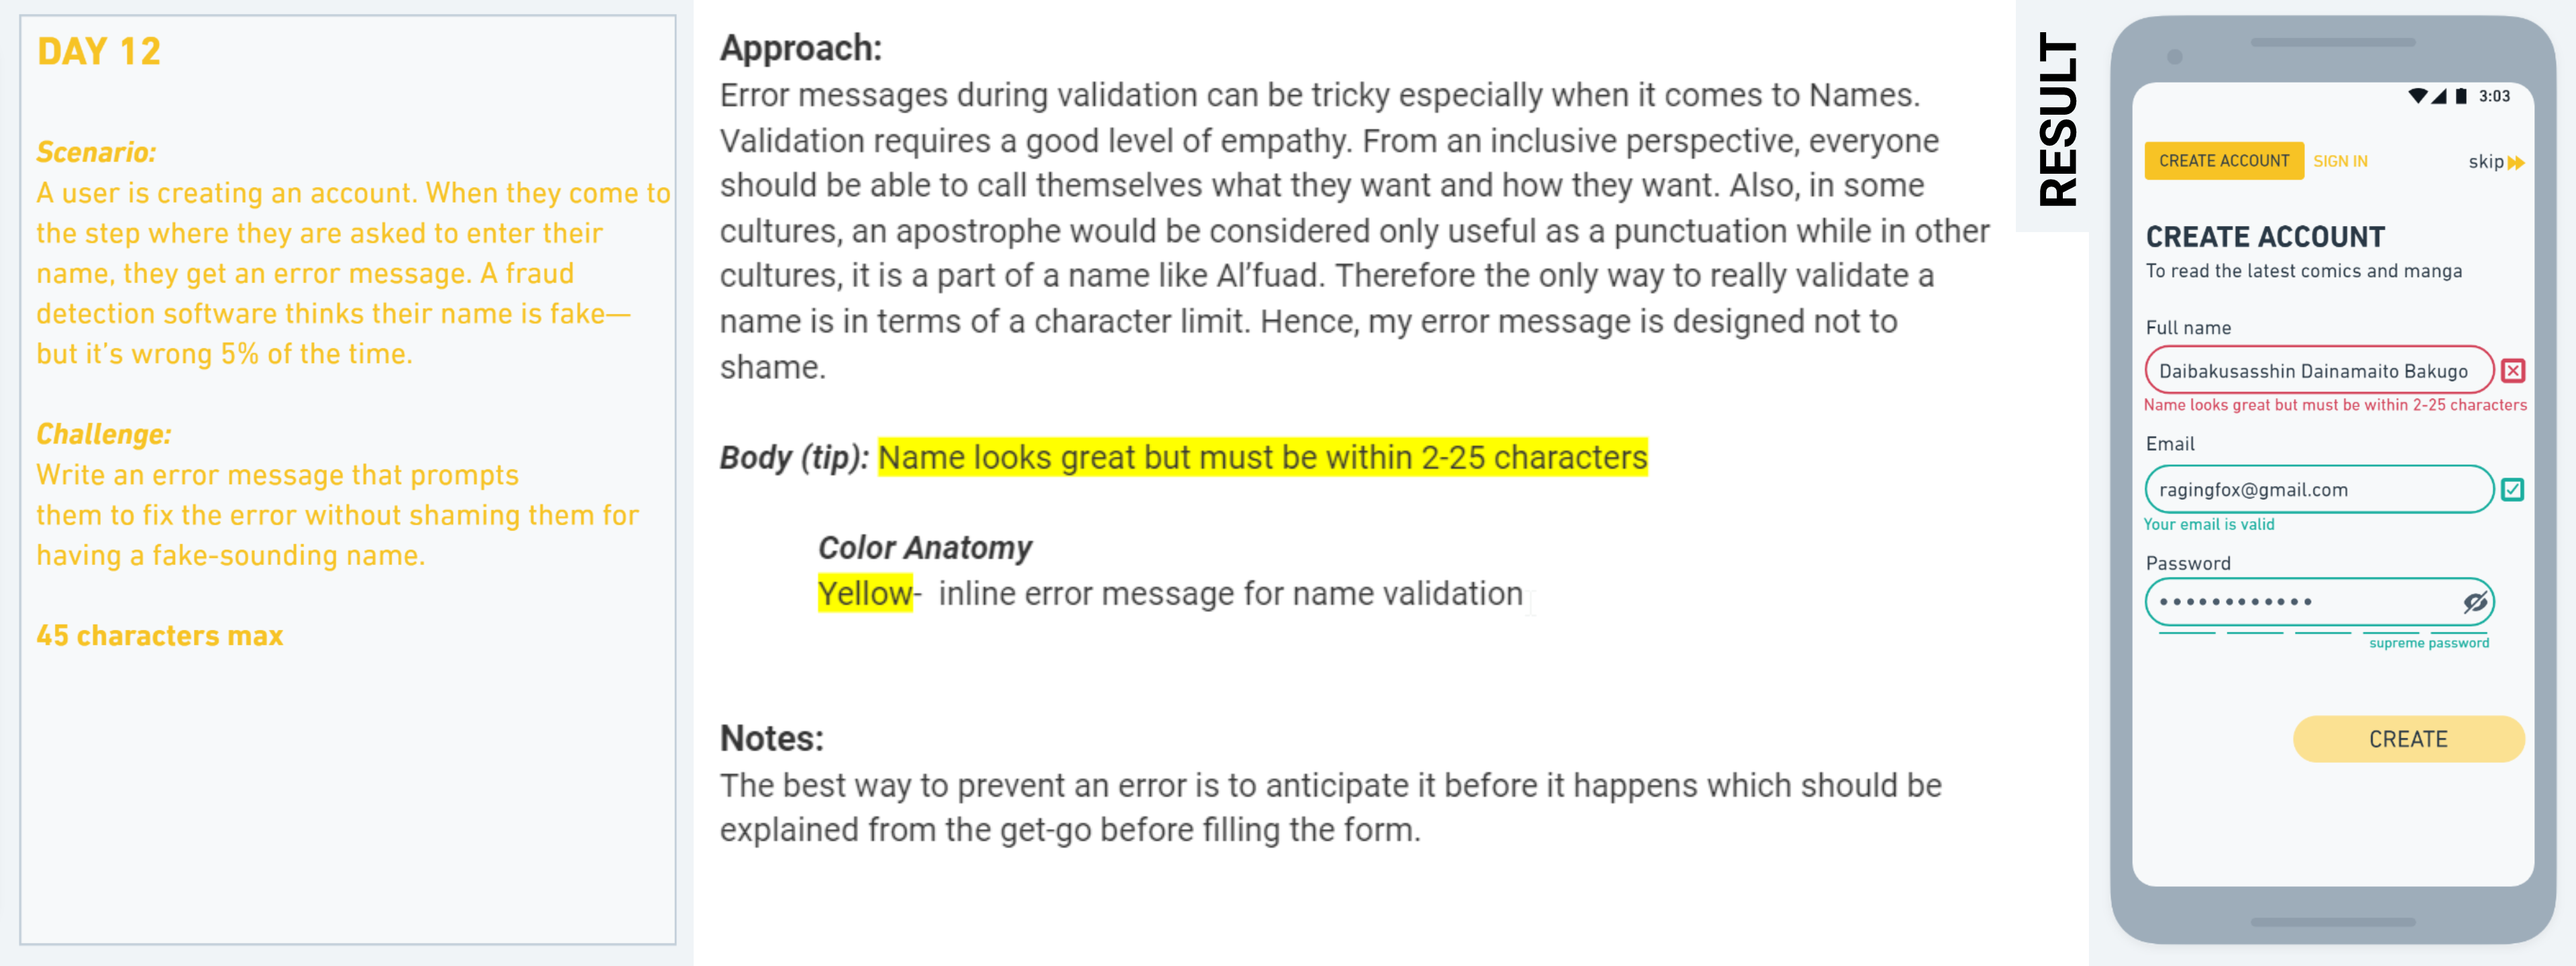 DAY 12
Scenario:
A user is creating an account. When they come to
the step where they are asked to enter their
name, they get an error message. A fraud
detection software thinks their name is fake—
but it's wrong 5% of the time.
Challenge:
Write an error message that prompts
them to fix the error without shaming them for
having a fake-sounding name.
45 characters max
Approach:
Error messages during validation can be tricky especially when it comes to Names.
Validation requires a good level of empathy. From an inclusive perspective, everyone
should be able to call themselves what they want and how they want. Also, in some
cultures, an apostrophe would be considered only useful as a punctuation while in other
cultures, it is a part of a name like Al’fuad. Therefore the only way to really validate a
name is in terms of a character limit. Hence, my error message is designed not to
shame.
Body (tip): Name looks great but must be within 2-25 characters
Color Anatomy
Yellow- inline error message for name validation
Notes:
The best way to prevent an error is to anticipate it before it happens which should be
explained from the get-go before filling the form.
RESULT
3:03
CREATE ACCOUNT SIGN IN skip
CREATE ACCOUNT
To read the latest comics and manga
Full name
Daibakusasshin Dainamaito Bakugo
Name looks great but must be within 2-25 characters
Email
ragingfox@gmail.com
Your email is valid
Password
supreme password
CREATE